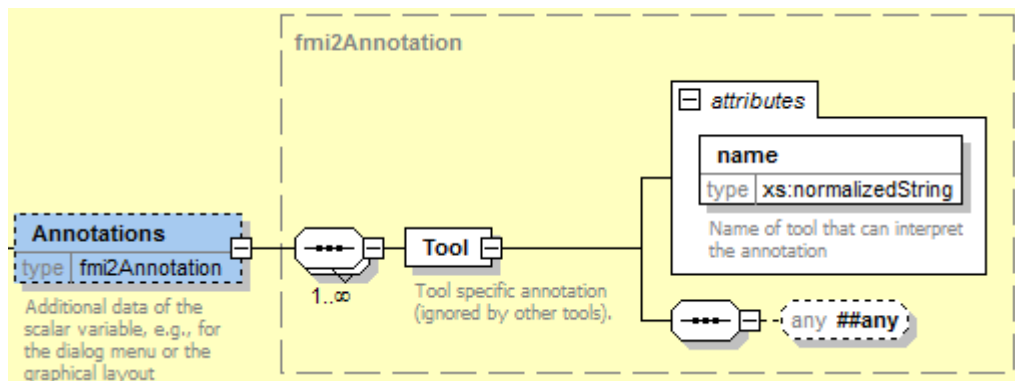 fmi2Annotation
attributes
name
type xs:normalizedString
Name of tool that can interpret
the annotation
Annotations
type fmi2Annotation
Additional data of the
scalar variable, e.g., for
the dialog menu or the
graphical layout
1..∞
Tool
Tool specific annotation
(ignored by other tools).
any ##any